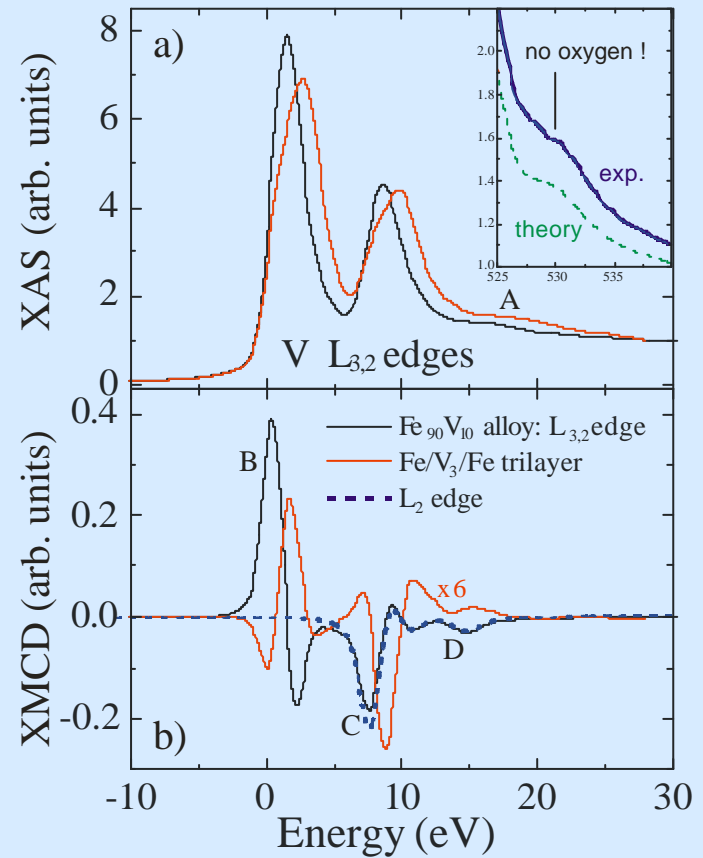 a)
XAS (arb. units)
8
6
4
2
0
2.0
1.8
1.6
1.4
1.2
1.0
no oxygen !
exp.
theory
525 530 535
A
V L3,2 edges
XMCD (arb. units)
0.4
0.2
0.0
-0.2
Fe90V10 alloy: L3,2edge
Fe/V3/Fe trilayer
L2 edge
B
x6
D
C
b)
-10 0 10 20 30
Energy (eV)